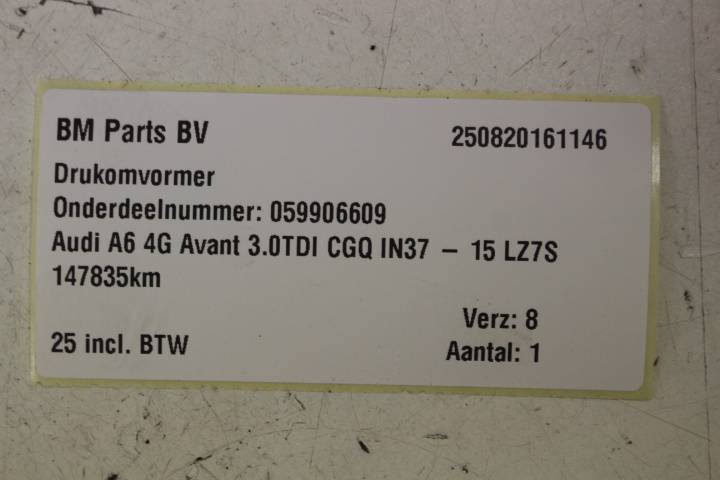 BM Parts BV 250820161146
Drukomvormer
Onderdeelnummer: 059906609
Audi A6 4G Avant 3.0TDI CGQ IN37 – 15 LZ7S
147835km
Verz: 8
25 incl. BTW Aantal: 1